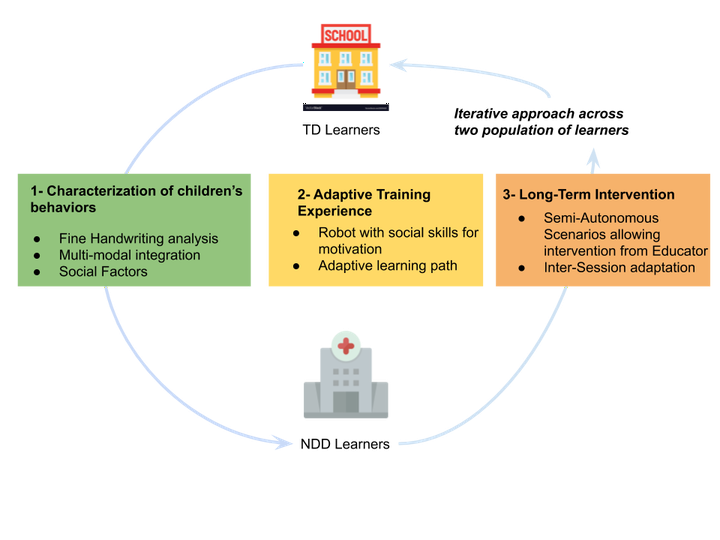 SCHOOL
TD Learners
Iterative approach across
two population of learners
1- Characterization of children's
behaviors
● Fine Handwriting analysis
● Multi-modal integration
● Social Factors
2- Adaptive Training
Experience
● Robot with social skills for
motivation
● Adaptive learning path
3- Long-Term Intervention
● Semi-Autonomous
Scenarios allowing
intervention from Educator
● Inter-Session adaptation
NDD Learners